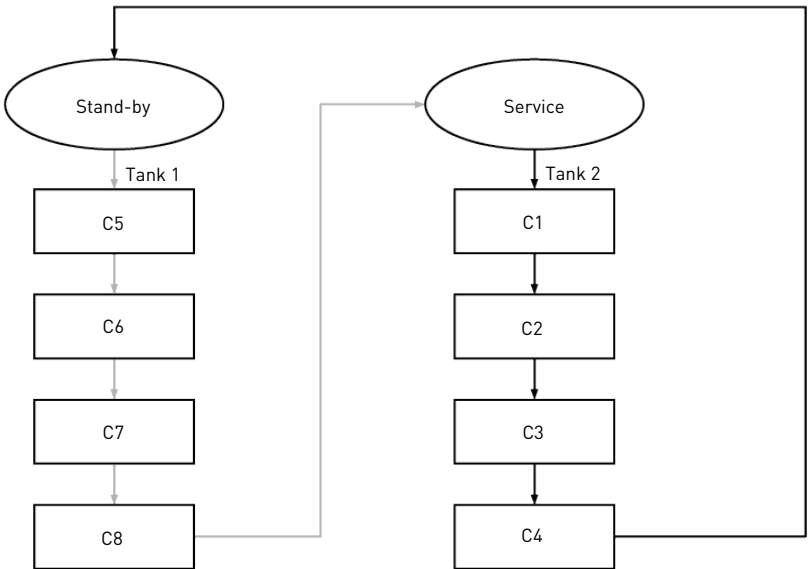 Stand-by
Service
Tank 1
Tank 2
C5
C1
C6
C2
C7
C3
C8
C4